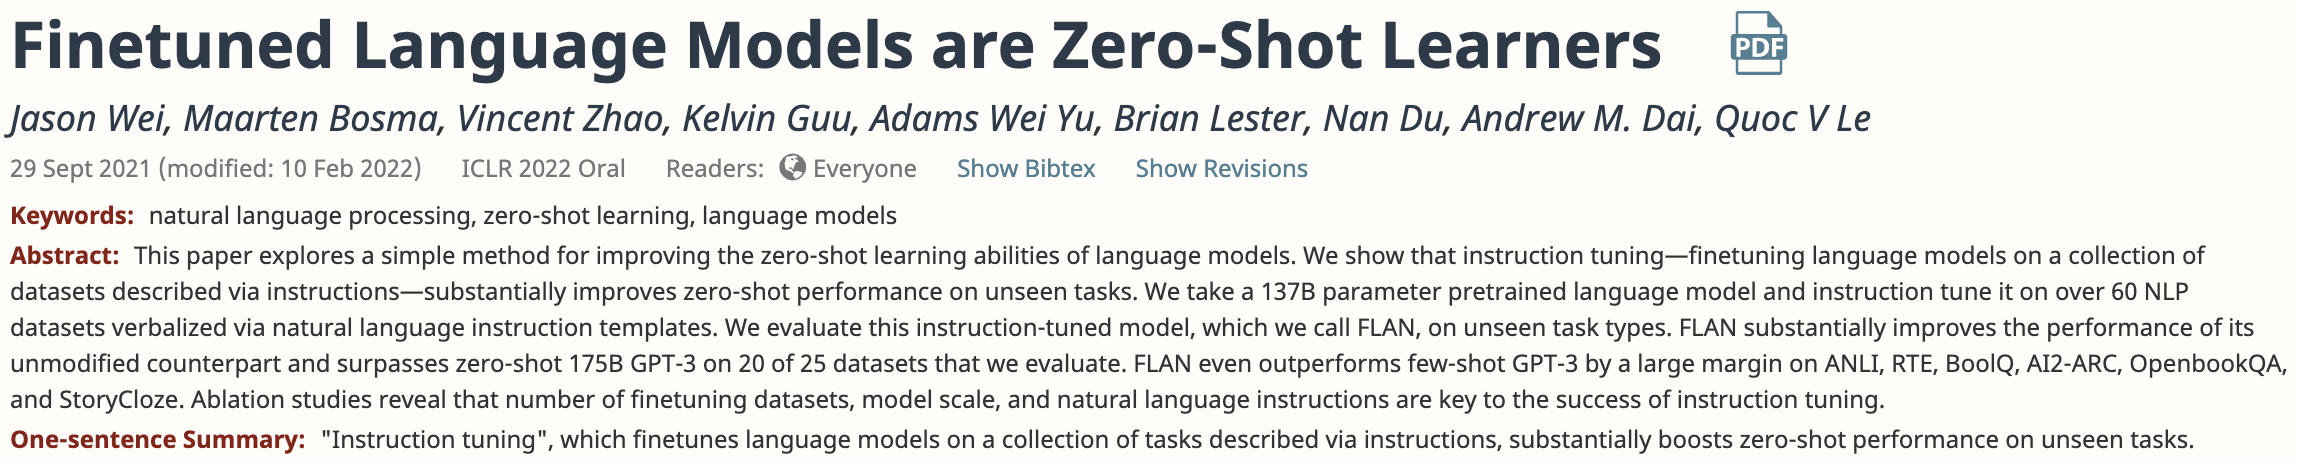 Finetuned Language Models are Zero-Shot Learners PDF
Jason Wei, Maarten Bosma, Vincent Zhao, Kelvin Guu, Adams Wei Yu, Brian Lester, Nan Du, Andrew M. Dai, Quoc V Le
29 Sept 2021 (modified: 10 Feb 2022) ICLR 2022 Oral Readers: Everyone Show Bibtex Show Revisions
Keywords: natural language processing, zero-shot learning, language models
Abstract: This paper explores a simple method for improving the zero-shot learning abilities of language models. We show that instruction tuning—finetuning language models on a collection of
datasets described via instructions—substantially improves zero-shot performance on unseen tasks. We take a 137B parameter pretrained language model and instruction tune it on over 60 NLP
datasets verbalized via natural language instruction templates. We evaluate this instruction-tuned model, which we call FLAN, on unseen task types. FLAN substantially improves the performance of its
unmodified counterpart and surpasses zero-shot 175B GPT-3 on 20 of 25 datasets that we evaluate. FLAN even outperforms few-shot GPT-3 by a large margin on ANLI, RTE, BoolQ, AI2-ARC, OpenbookQA,
and StoryCloze. Ablation studies reveal that number of finetuning datasets, model scale, and natural language instructions are key to the success of instruction tuning.
One-sentence Summary: "Instruction tuning", which finetunes language models on a collection of tasks described via instructions, substantially boosts zero-shot performance on unseen tasks.